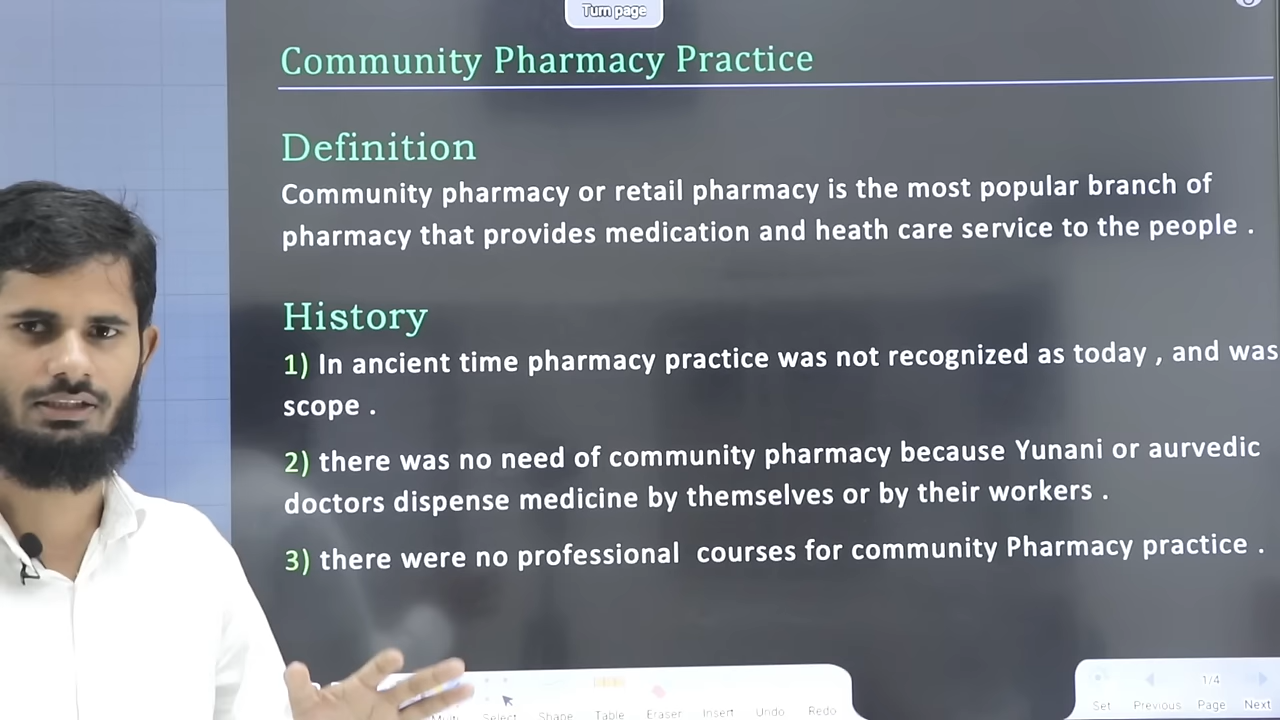 Turn page
Community Pharmacy Practice
Definition
Community pharmacy or retail pharmacy is the most popular branch of
pharmacy that provides medication and heath care service to the people .
History
1) In ancient time pharmacy practice was not recognized as today , and was
scope .
2) there was no need of community pharmacy because Yunani or aurvedic
doctors dispense medicine by themselves or by their workers .
3) there were no professional courses for community Pharmacy practice .
1/4
Select Shape Table Eraser Insert Undo Redo
Set Previous Page Next